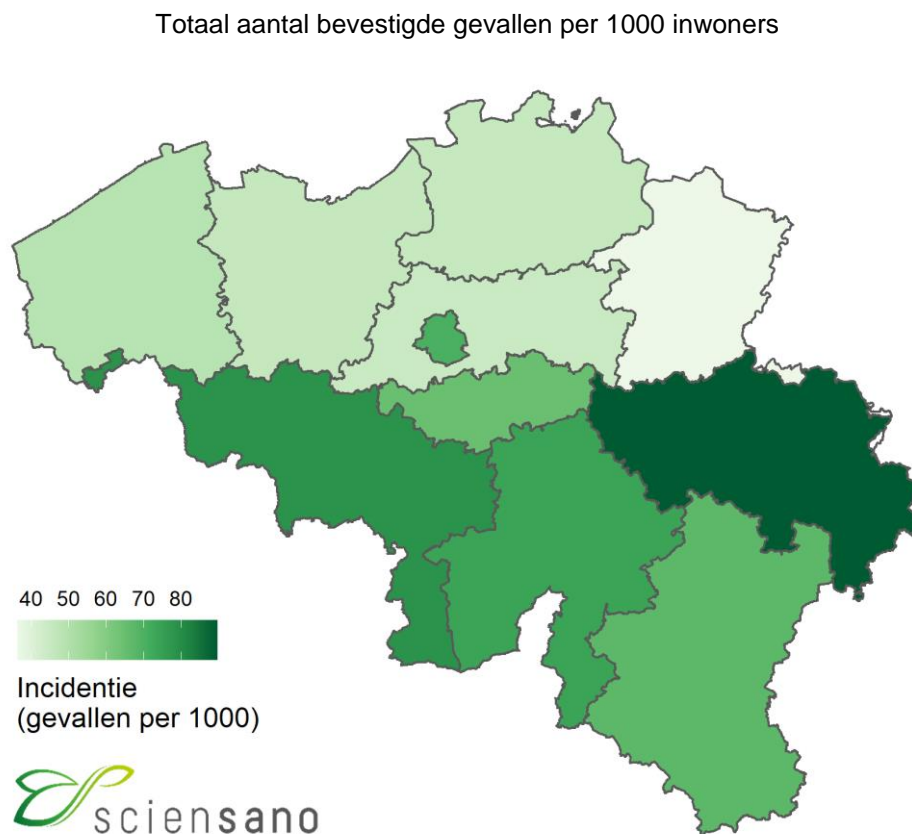 Totaal aantal bevestigde gevallen per 1000 inwoners
40 50 60 70 80
Incidentie
(gevallen per 1000)
sciensano